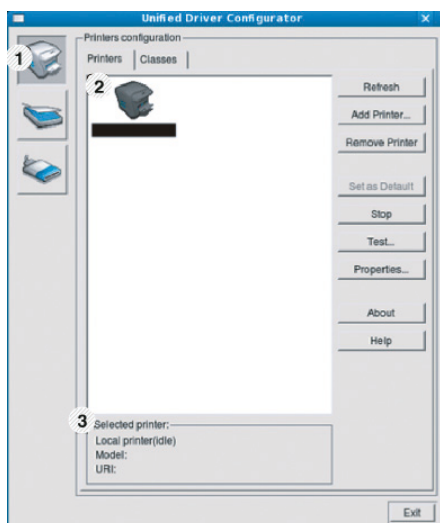 Unified Driver Configurator
Printers configuration
1
Printers
Classes
2
Refresh
Add Printer...
Remove Printer
Set as Default
Stop
Test...
Properties...
About
Help
3
Selected printer:
Local printer(idle)
Model:
URI:
Exit